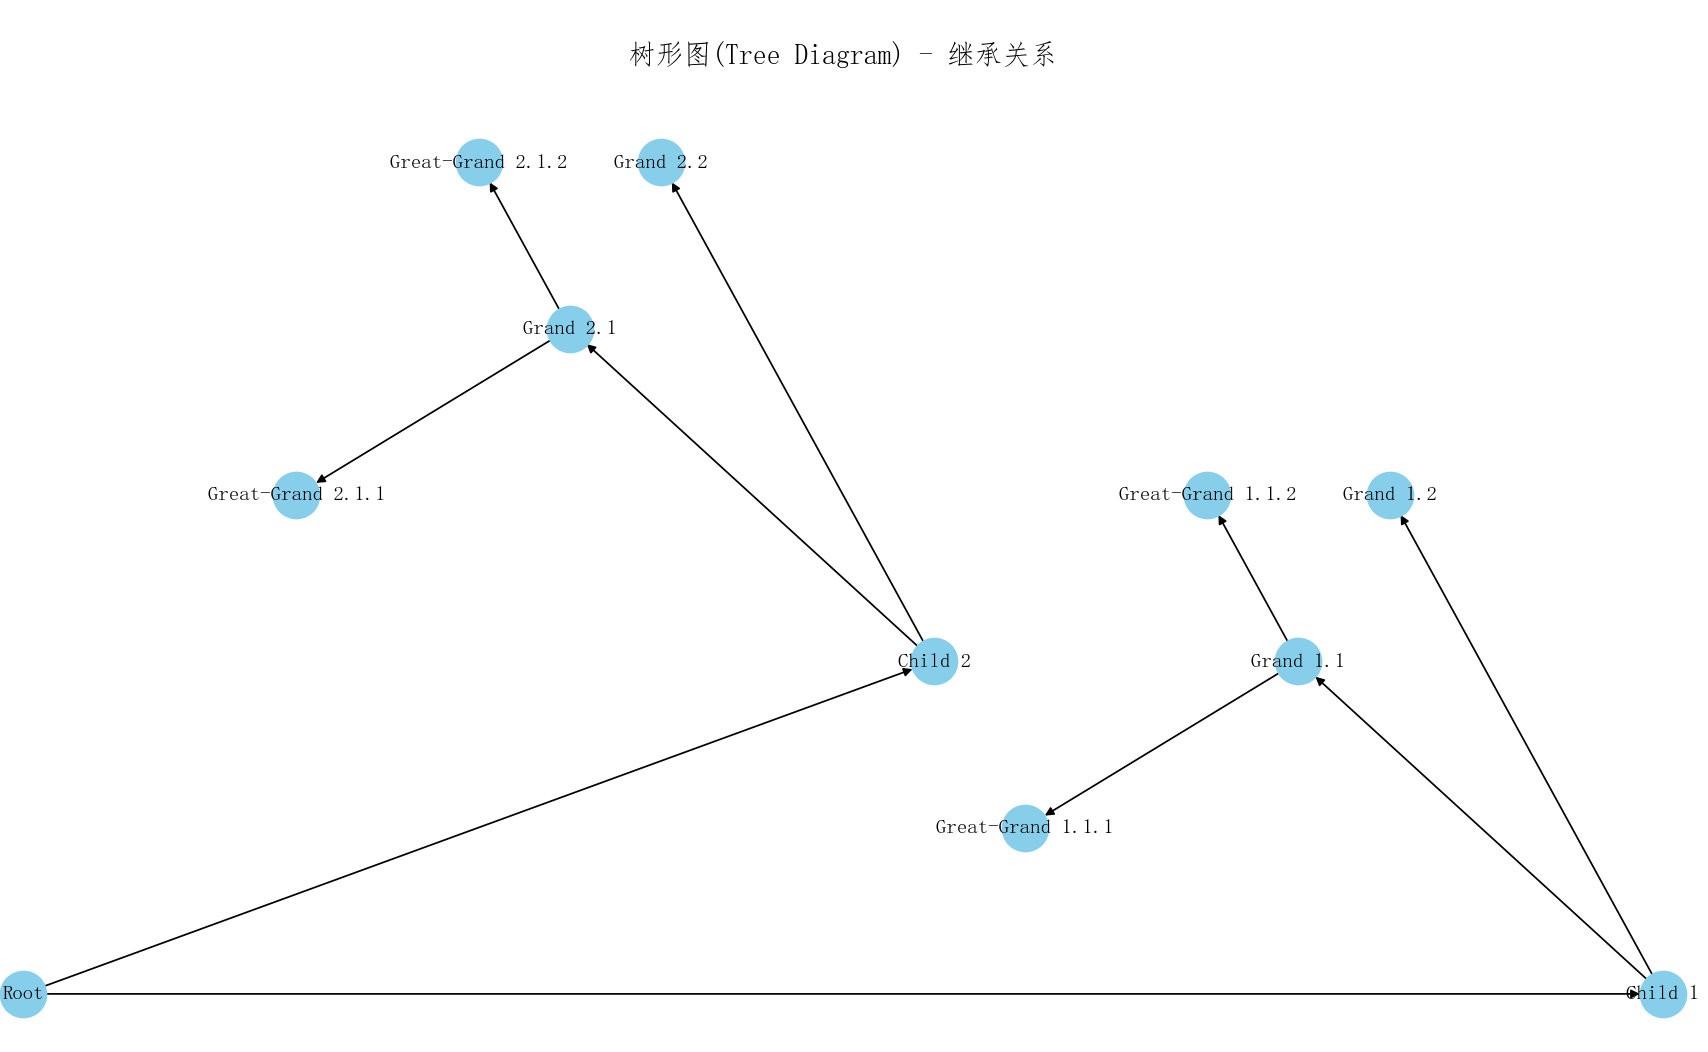 树形图(Tree Diagram) - 继承关系
Great-Grand 2.1.2
Grand 2.2
Grand 2.1
Great-Grand 2.1.1
Great-Grand 1.1.2
Grand 1.2
Child 2
Grand 1.1
Great-Grand 1.1.1
Root
Child 1